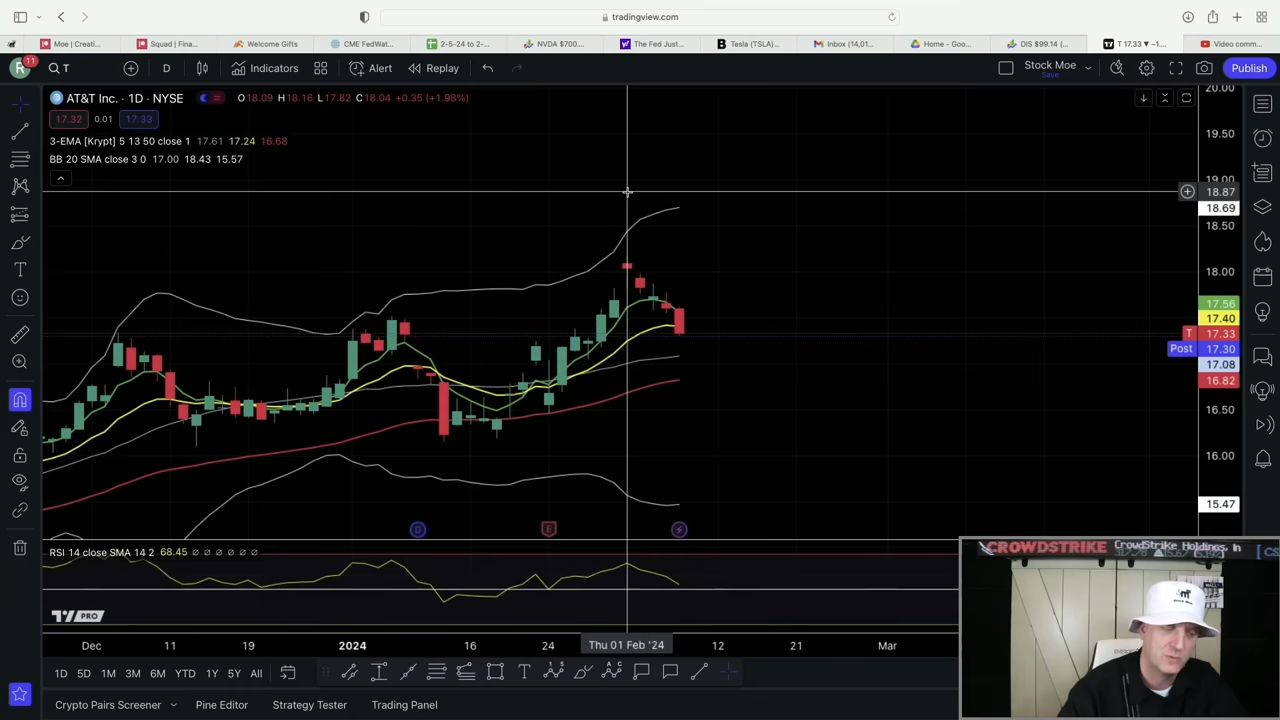 tradingview.com
Moe | Creati...
Squad | Fina...
Welcome Gifts
CME FedWat...
2-5-24 to 2-...
NVDA $700....
The Fed Just...
Tesla (TSLA)...
Inbox (14,01...
Home - Goo...
DIS $99.14 (...
T 17.33 ▼ −1....
Video comm...
R 11 T D Indicators Alert Replay Stock Moe Save Publish
AT&T Inc. · 1D · NYSE O18.09 H18.16 L17.82 C18.04 +0.35 (+1.98%)
17.32 0.01 17.33
3-EMA [Krypt] 5 13 50 close 1 17.61 17.24 16.68
BB 20 SMA close 3 0 17.00 18.43 15.57
20.00
19.50
19.00
18.87
18.69
18.50
18.00
17.56
17.40
T 17.33
Post 17.30
17.08
16.82
16.50
16.00
15.47
D E
RSI 14 close SMA 14 2 68.45 ∅ ∅ ∅ ∅ ∅ ∅
PRO
Dec 11 19 2024 16 24 Thu 01 Feb '24 12 21 Mar
1D 5D 1M 3M 6M YTD 1Y 5Y All
Crypto Pairs Screener Pine Editor Strategy Tester Trading Panel
CROWDSTRIKE CrowdStrike Holdings, In